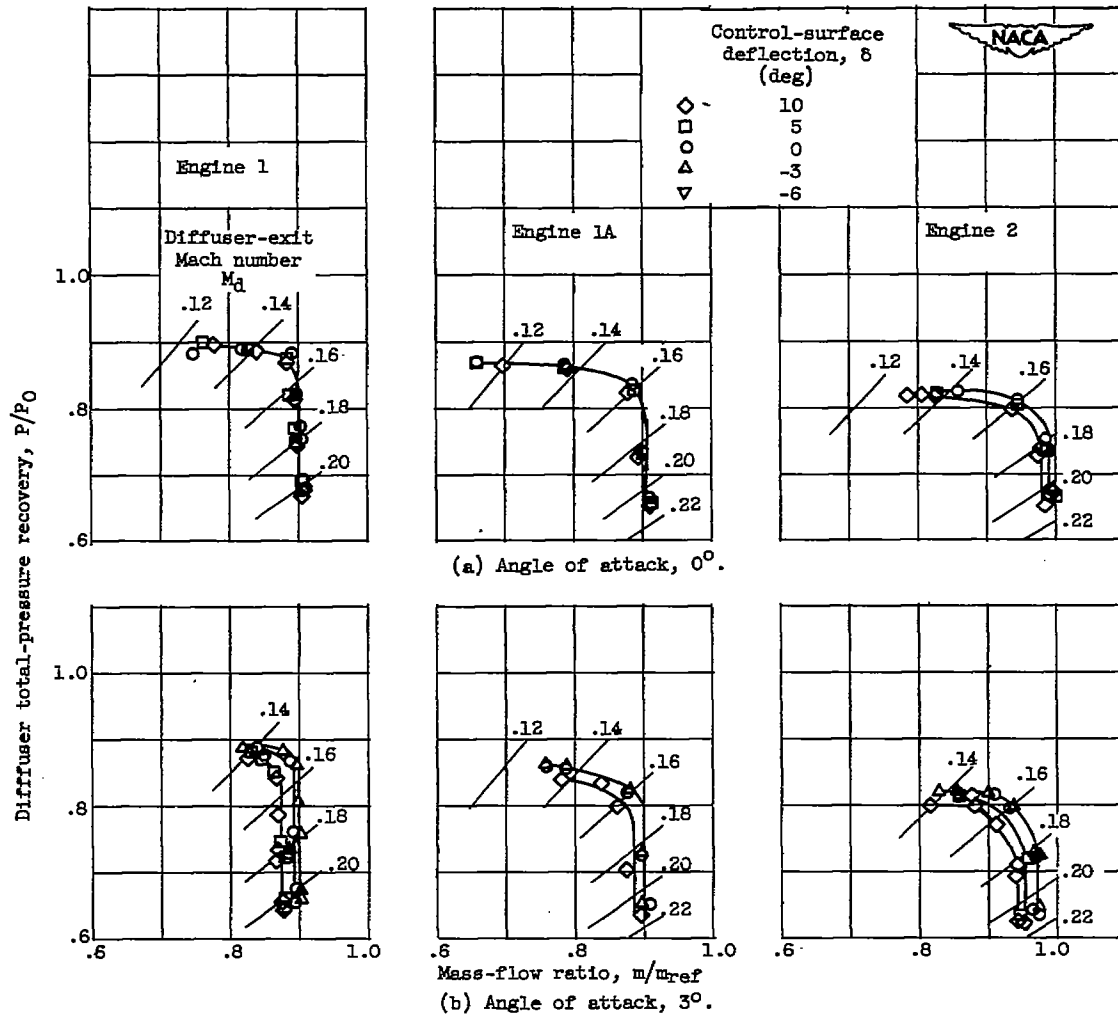 Control-surface
deflection, δ
(deg)
10
5
0
-3
-6
NACA
Engine 1
Engine 1A
Engine 2
Diffuser-exit
Mach number
Md
1.0
.8
.6
.12
.14
.16
.18
.20
.12
.14
.16
.18
.20
.22
.12
.14
.16
.18
.20
.22
(a) Angle of attack, 0°.
Diffuser total-pressure recovery, P/P0
1.0
.8
.6
.14
.16
.18
.20
.12
.14
.16
.18
.20
.22
.14
.16
.18
.20
.22
.6 .8 1.0 .6 .8 1.0 .6 .8 1.0
Mass-flow ratio, m/mref
(b) Angle of attack, 3°.